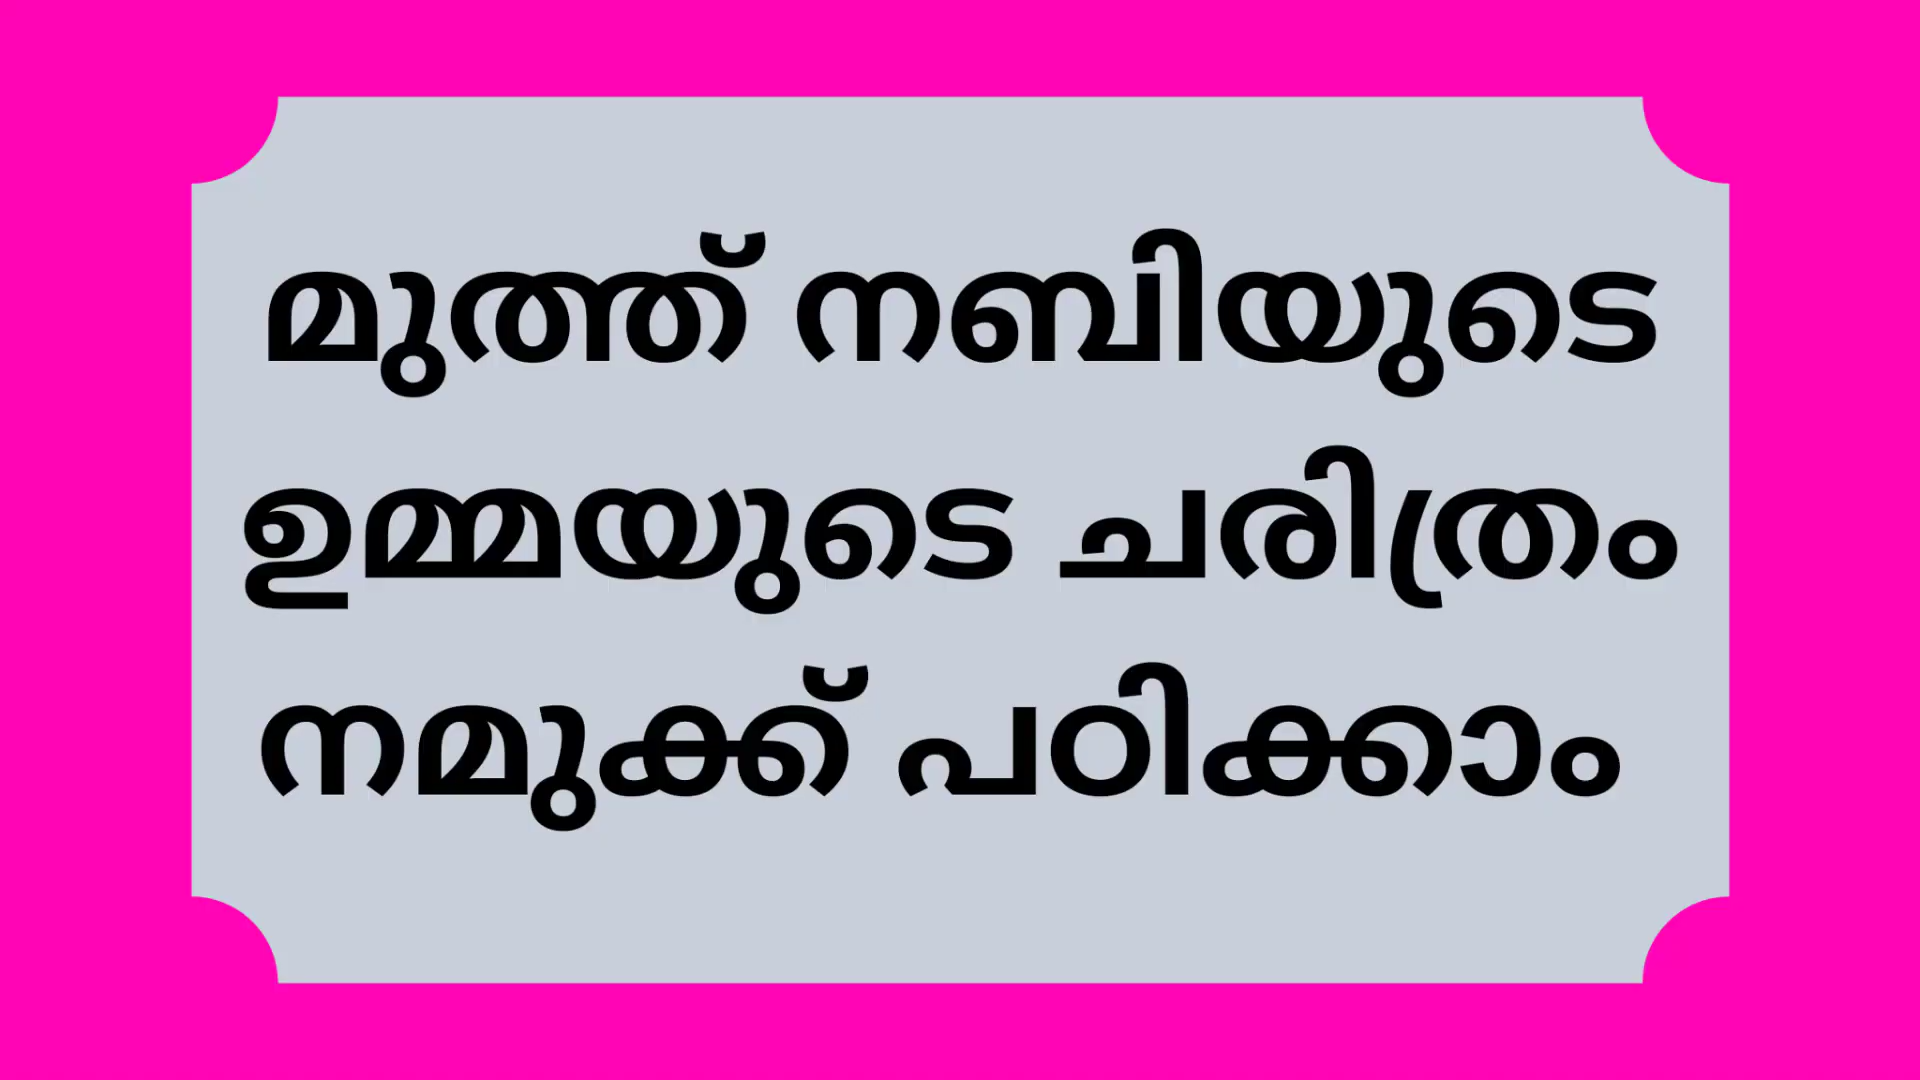 മുത്ത് നബിയുടെ
ഉമ്മയുടെ ചരിത്രം
നമുക്ക് പഠിക്കാം